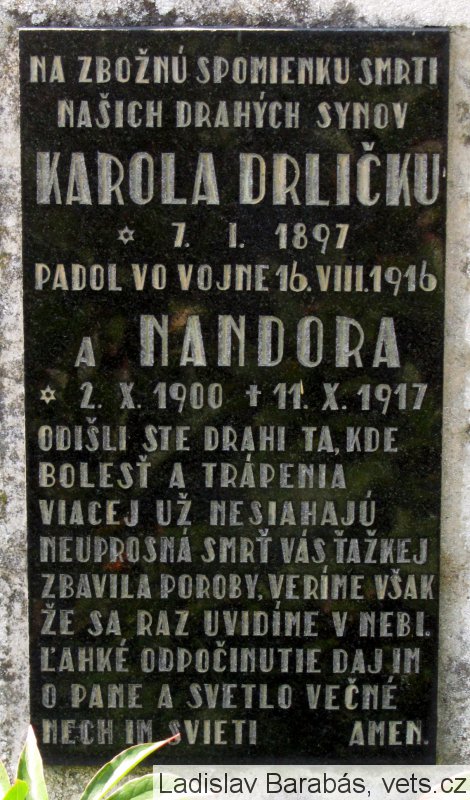 NA ZBOŽNÚ SPOMIENKU SMRTI
NAŠICH DRAHÝCH SYNOV
KAROLA DRLIČKU
✡ 7. I. 1897
PADOL VO VOJNE 16. VIII. 1916
A NANDORA
✡ 2. X. 1900 ✝ 11. X. 1917
ODIŠLI STE DRAHI TA, KDE
BOLESŤ A TRÁPENIA
VIACEJ UŽ NESIAHAJÚ
NEUPROSNÁ SMRŤ VÁS ŤAŽKEJ
ZBAVILA POROBY, VERÍME VŠAK
ŽE SA RAZ UVIDÍME V NEBI.
ĽAHKÉ ODPOČINUTIE DAJ IM
O PANE A SVETLO VEČNÉ
NECH IM SVIETI AMEN.
Ladislav Barabás, vets.cz